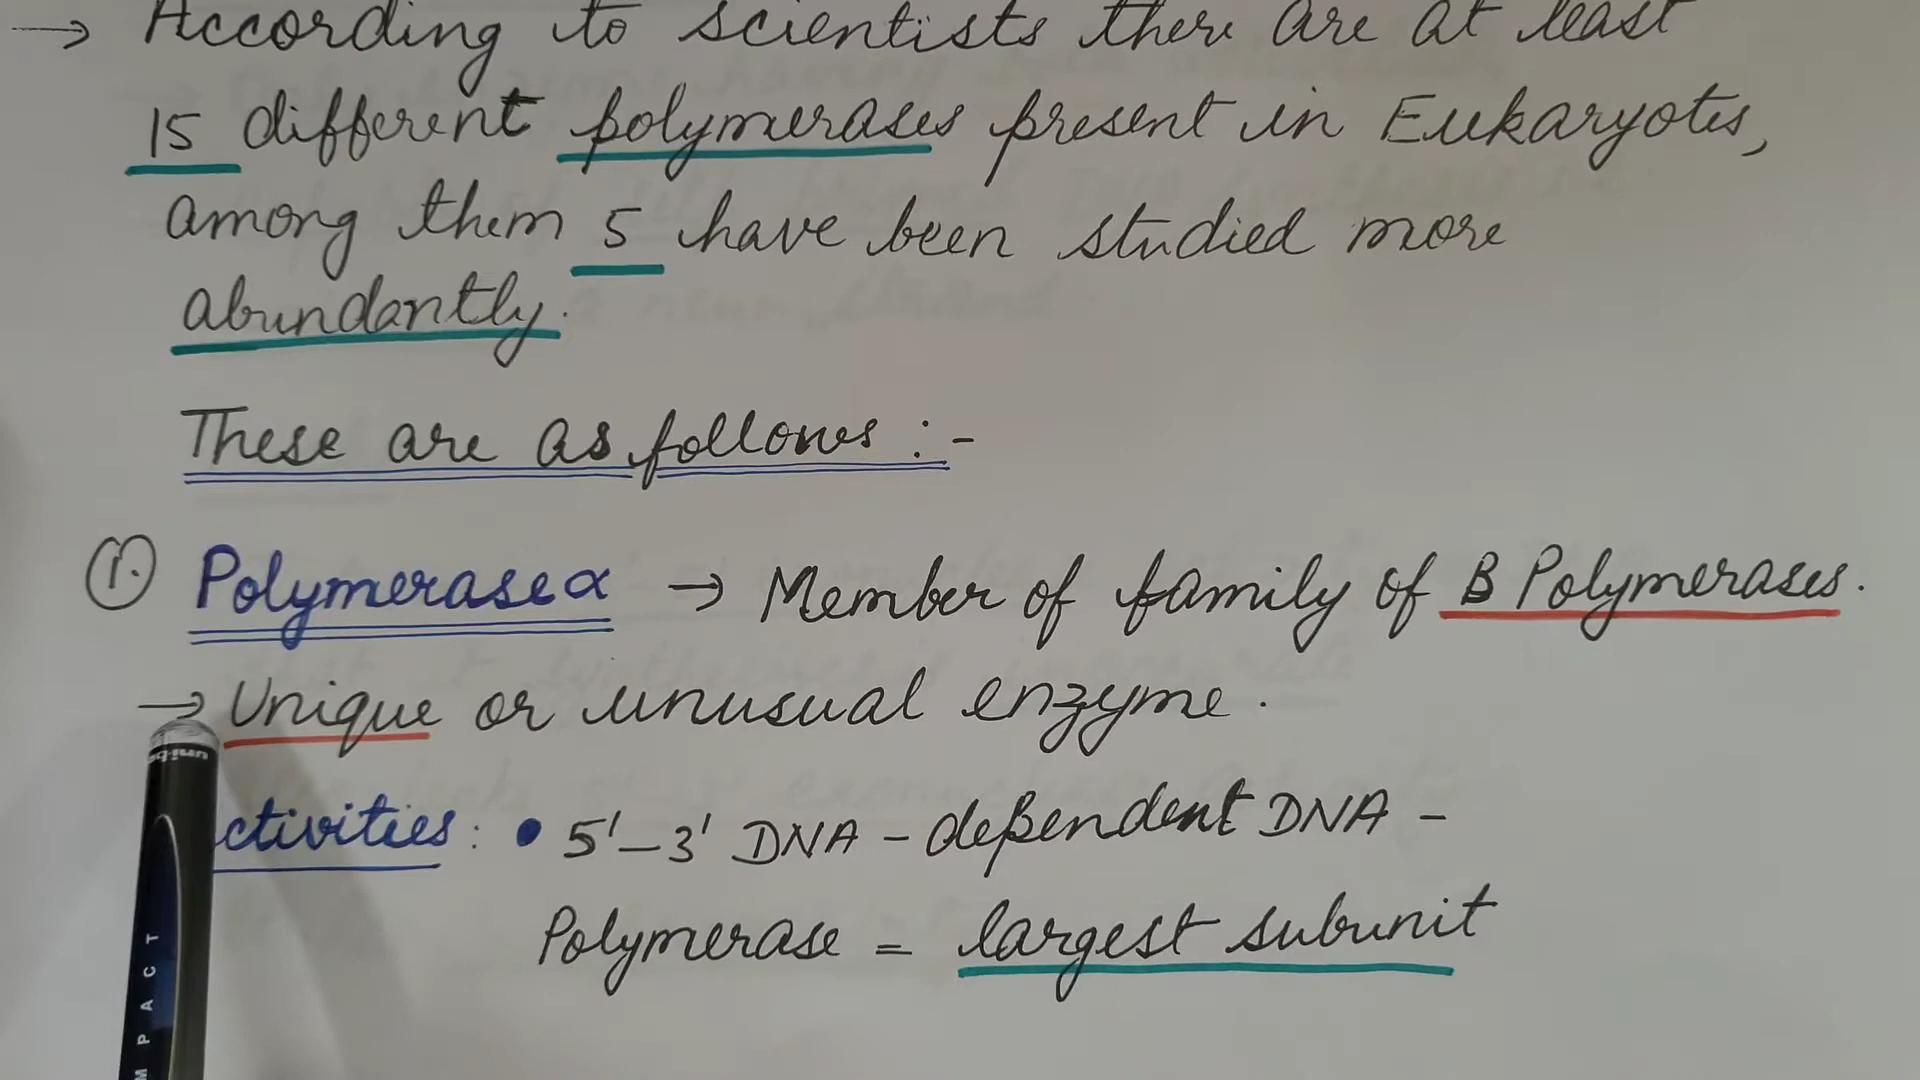 → According to scientists there are at least
15 different polymerases present in Eukaryotes,
among them 5 have been studied more
abundantly.
These are as follows :-
1. Polymerase α → Member of family of B Polymerases.
→ Unique or unusual enzyme.
ctivities : • 5'-3' DNA - dependent DNA -
Polymerase = largest subunit
unibo
M P A C T